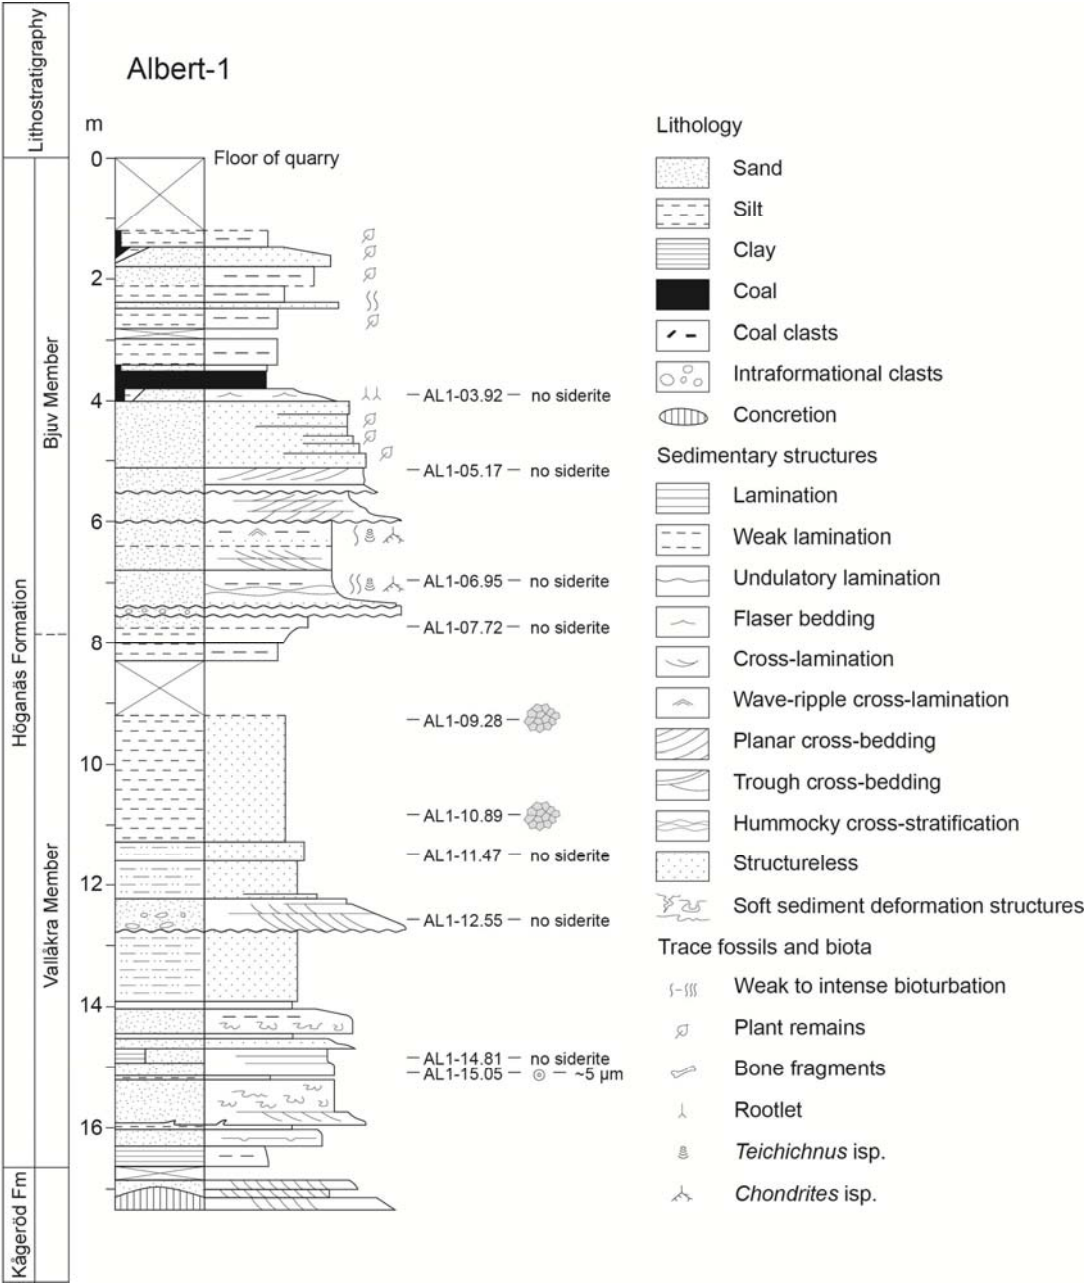 Lithostratigraphy
Albert-1
m
0
Floor of quarry
2
4
6
8
10
12
14
16
Höganäs Formation
Bjuv Member
Vallåkra Member
Kågeröd Fm
AL1-03.92 — no siderite
AL1-05.17 — no siderite
AL1-06.95 — no siderite
AL1-07.72 — no siderite
AL1-09.28
AL1-10.89
AL1-11.47 — no siderite
AL1-12.55 — no siderite
AL1-14.81 — no siderite
AL1-15.05 — ~5 µm
Lithology
Sand
Silt
Clay
Coal
Coal clasts
Intraformational clasts
Concretion
Sedimentary structures
Lamination
Weak lamination
Undulatory lamination
Flaser bedding
Cross-lamination
Wave-ripple cross-lamination
Planar cross-bedding
Trough cross-bedding
Hummocky cross-stratification
Structureless
Soft sediment deformation structures
Trace fossils and biota
Weak to intense bioturbation
Plant remains
Bone fragments
Rootlet
Teichichnus isp.
Chondrites isp.